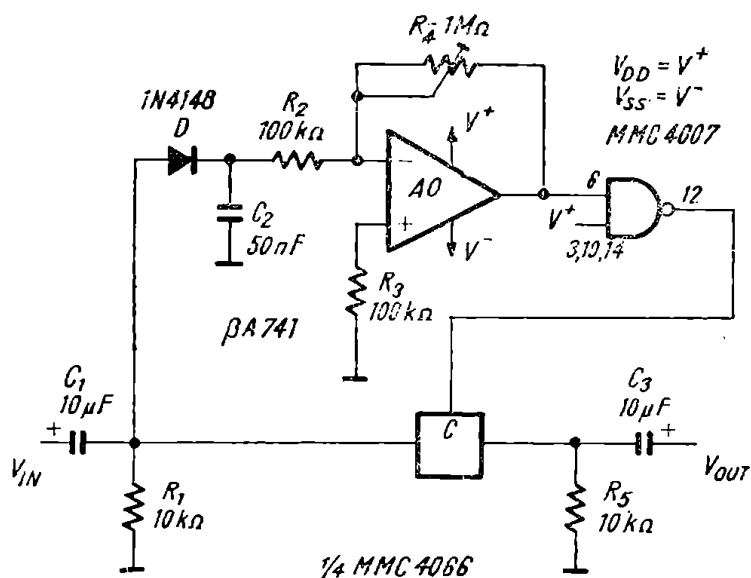 R4 1MΩ
VDD = V+
VSS = V-
MMC 4007
1N4148
D
R2
100kΩ
V+
-
AO
+
V-
6
12
V+
3,10,14
C2
50nF
R3
100kΩ
βA741
C1
10μF
+
VIN
R1
10kΩ
C
C3
10μF
+
VOUT
R5
10kΩ
1/4 MMC 4066